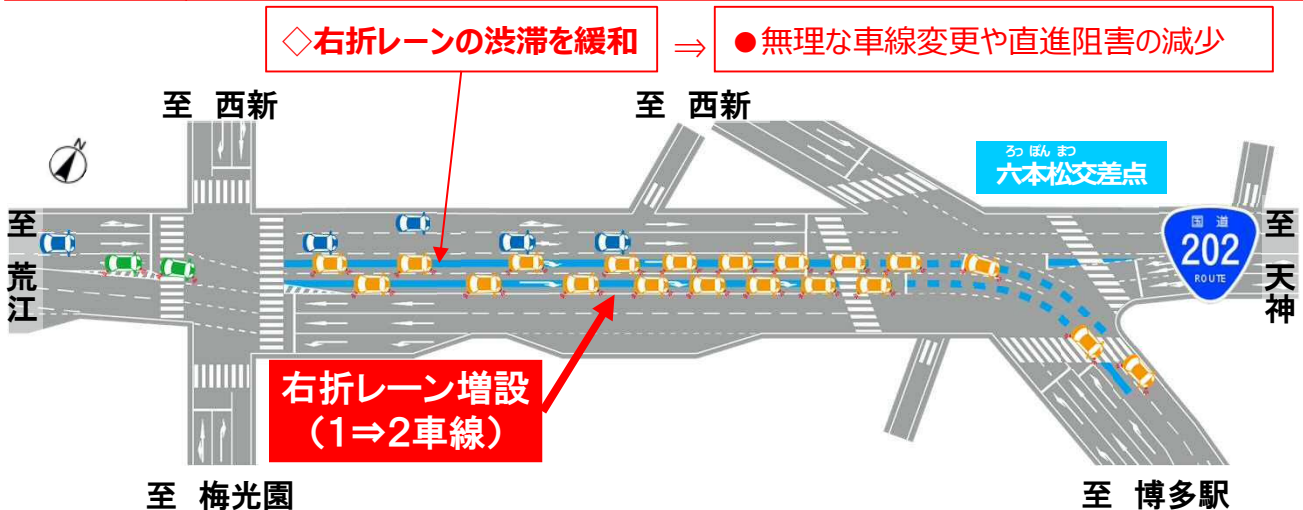 ◇右折レーンの渋滞を緩和
⇒
●無理な車線変更や直進阻害の減少
至 西新
至 西新
N
ろっ ぽん まつ
六本松交差点
至 荒江
国道
202
ROUTE
至 天神
右折レーン増設
（1⇒2車線）
至 梅光園
至 博多駅